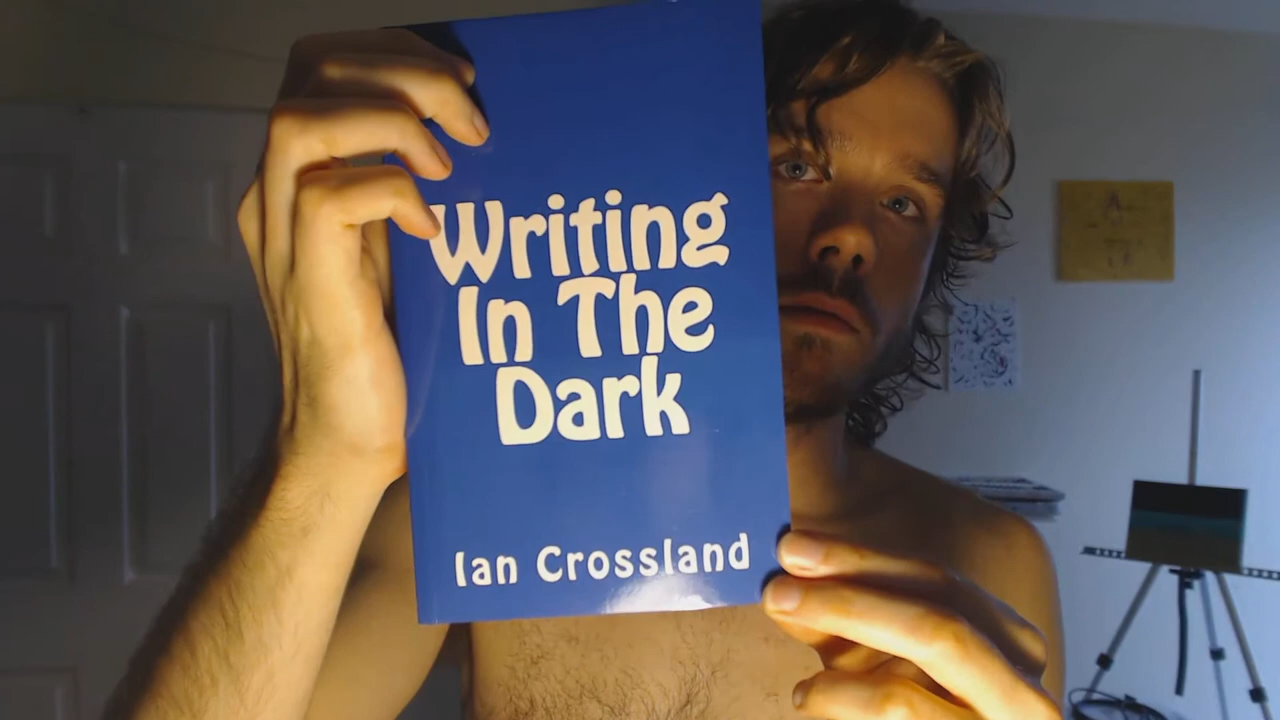 Writing
In The
Dark
Ian Crossland